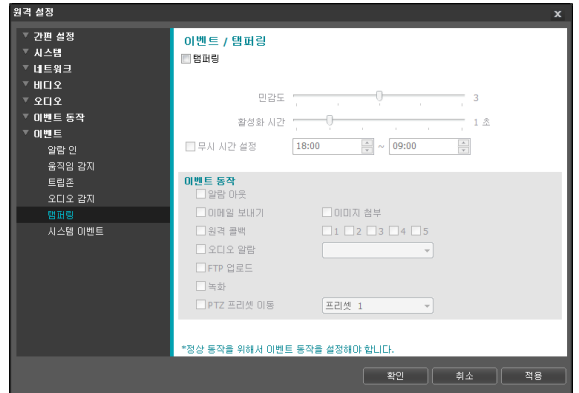 원격 설정
x
간편 설정
시스템
네트워크
비디오
오디오
이벤트 동작
이벤트
알람 인
움직임 감지
트립존
오디오 감지
탬퍼링
시스템 이벤트
이벤트 / 탬퍼링
탬퍼링
민감도 3
활성화 시간 1 초
무시 시간 설정 18:00 ~ 09:00
이벤트 동작
알람 아웃
이메일 보내기 이미지 첨부
원격 콜백 1 2 3 4 5
오디오 알람
FTP 업로드
녹화
PTZ 프리셋 이동 프리셋 1
*정상 동작을 위해서 이벤트 동작을 설정해야 합니다.
확인 취소 적용